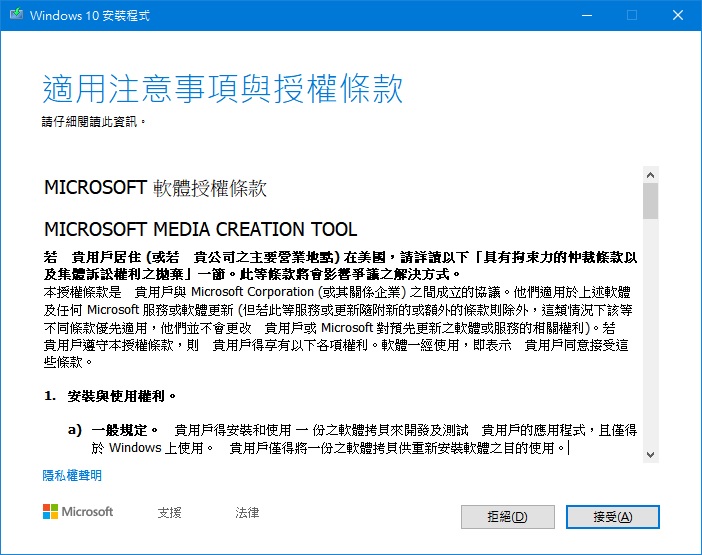 Windows 10 安裝程式
適用注意事項與授權條款
請仔細閱讀此資訊。
MICROSOFT 軟體授權條款
MICROSOFT MEDIA CREATION TOOL
若　貴用戶居住 (或若　貴公司之主要營業地點) 在美國，請詳讀以下「具有拘束力的仲裁條款以
及集體訴訟權利之拋棄」一節。此等條款將會影響爭議之解決方式。
本授權條款是　貴用戶與 Microsoft Corporation (或其關係企業) 之間成立的協議。他們適用於上述軟體
及任何 Microsoft 服務或軟體更新 (但若此等服務或更新隨附新的或額外的條款則除外，這類情況下該等
不同條款優先適用，他們並不會更改　貴用戶或 Microsoft 對預先更新之軟體或服務的相關權利)。若
貴用戶遵守本授權條款，則　貴用戶得享有以下各項權利。軟體一經使用，即表示　貴用戶同意接受這
些條款。
1. 安裝與使用權利。
a) 一般規定。　貴用戶得安裝和使用 一 份之軟體拷貝來開發及測試　貴用戶的應用程式，且僅得
於 Windows 上使用。　貴用戶僅得將一份之軟體拷貝供重新安裝軟體之目的使用。
隱私權聲明
Microsoft 支援 法律 拒絕(D) 接受(A)